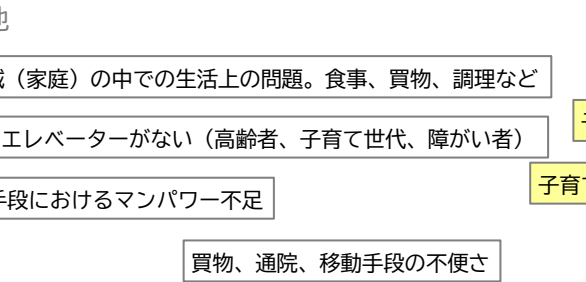 他
域（家庭）の中での生活上の問題。食事、買物、調理など
エレベーターがない（高齢者、子育て世代、障がい者）
子育
手段におけるマンパワー不足
買物、通院、移動手段の不便さ